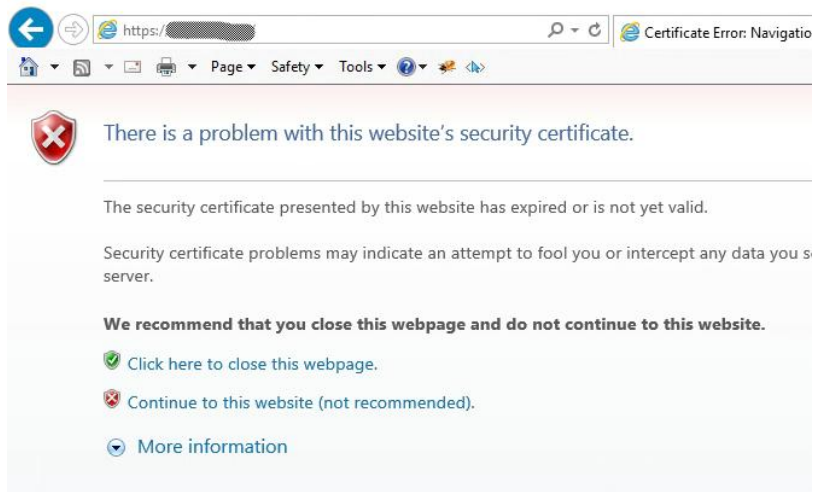 https:/
Certificate Error: Navigatio
Page Safety Tools
There is a problem with this website's security certificate.
The security certificate presented by this website has expired or is not yet valid.
Security certificate problems may indicate an attempt to fool you or intercept any data you s
server.
We recommend that you close this webpage and do not continue to this website.
Click here to close this webpage.
Continue to this website (not recommended).
More information